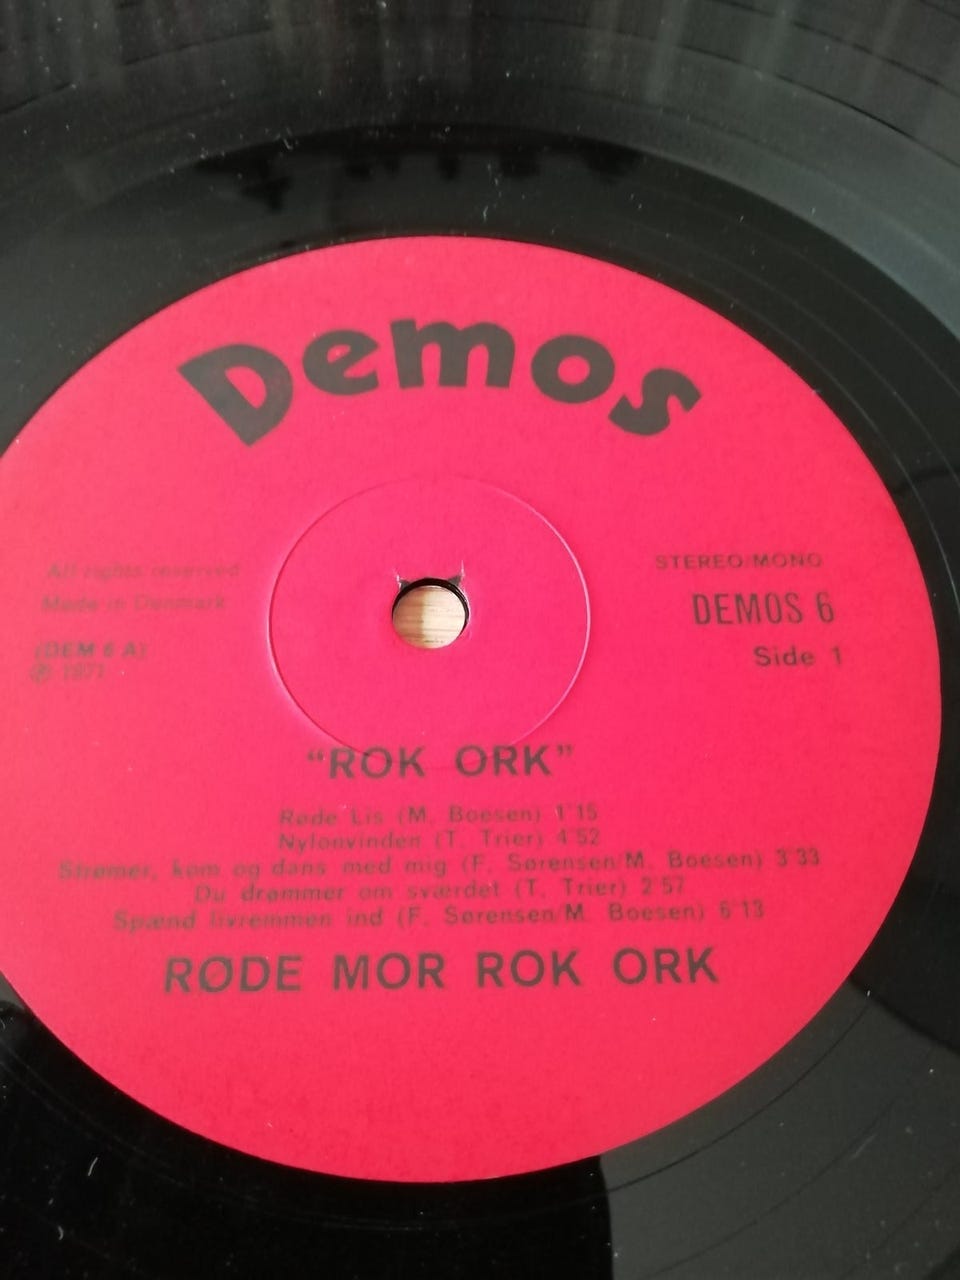 Demos
All rights reserved
Made in Denmark
(DEM 6 A)
STEREO/MONO
DEMOS 6
Side 1
"ROK ORK"
Røde Lis (M. Boesen) 1'15
Nylonvinden (T. Trier) 4'52
Strømer, kom og dans med mig (F. Sørensen/M. Boesen) 3'33
Du drømmer om sværdet (T. Trier) 2'57
Spænd livremmen ind (F. Sørensen/M. Boesen) 6'13
RØDE MOR ROK ORK